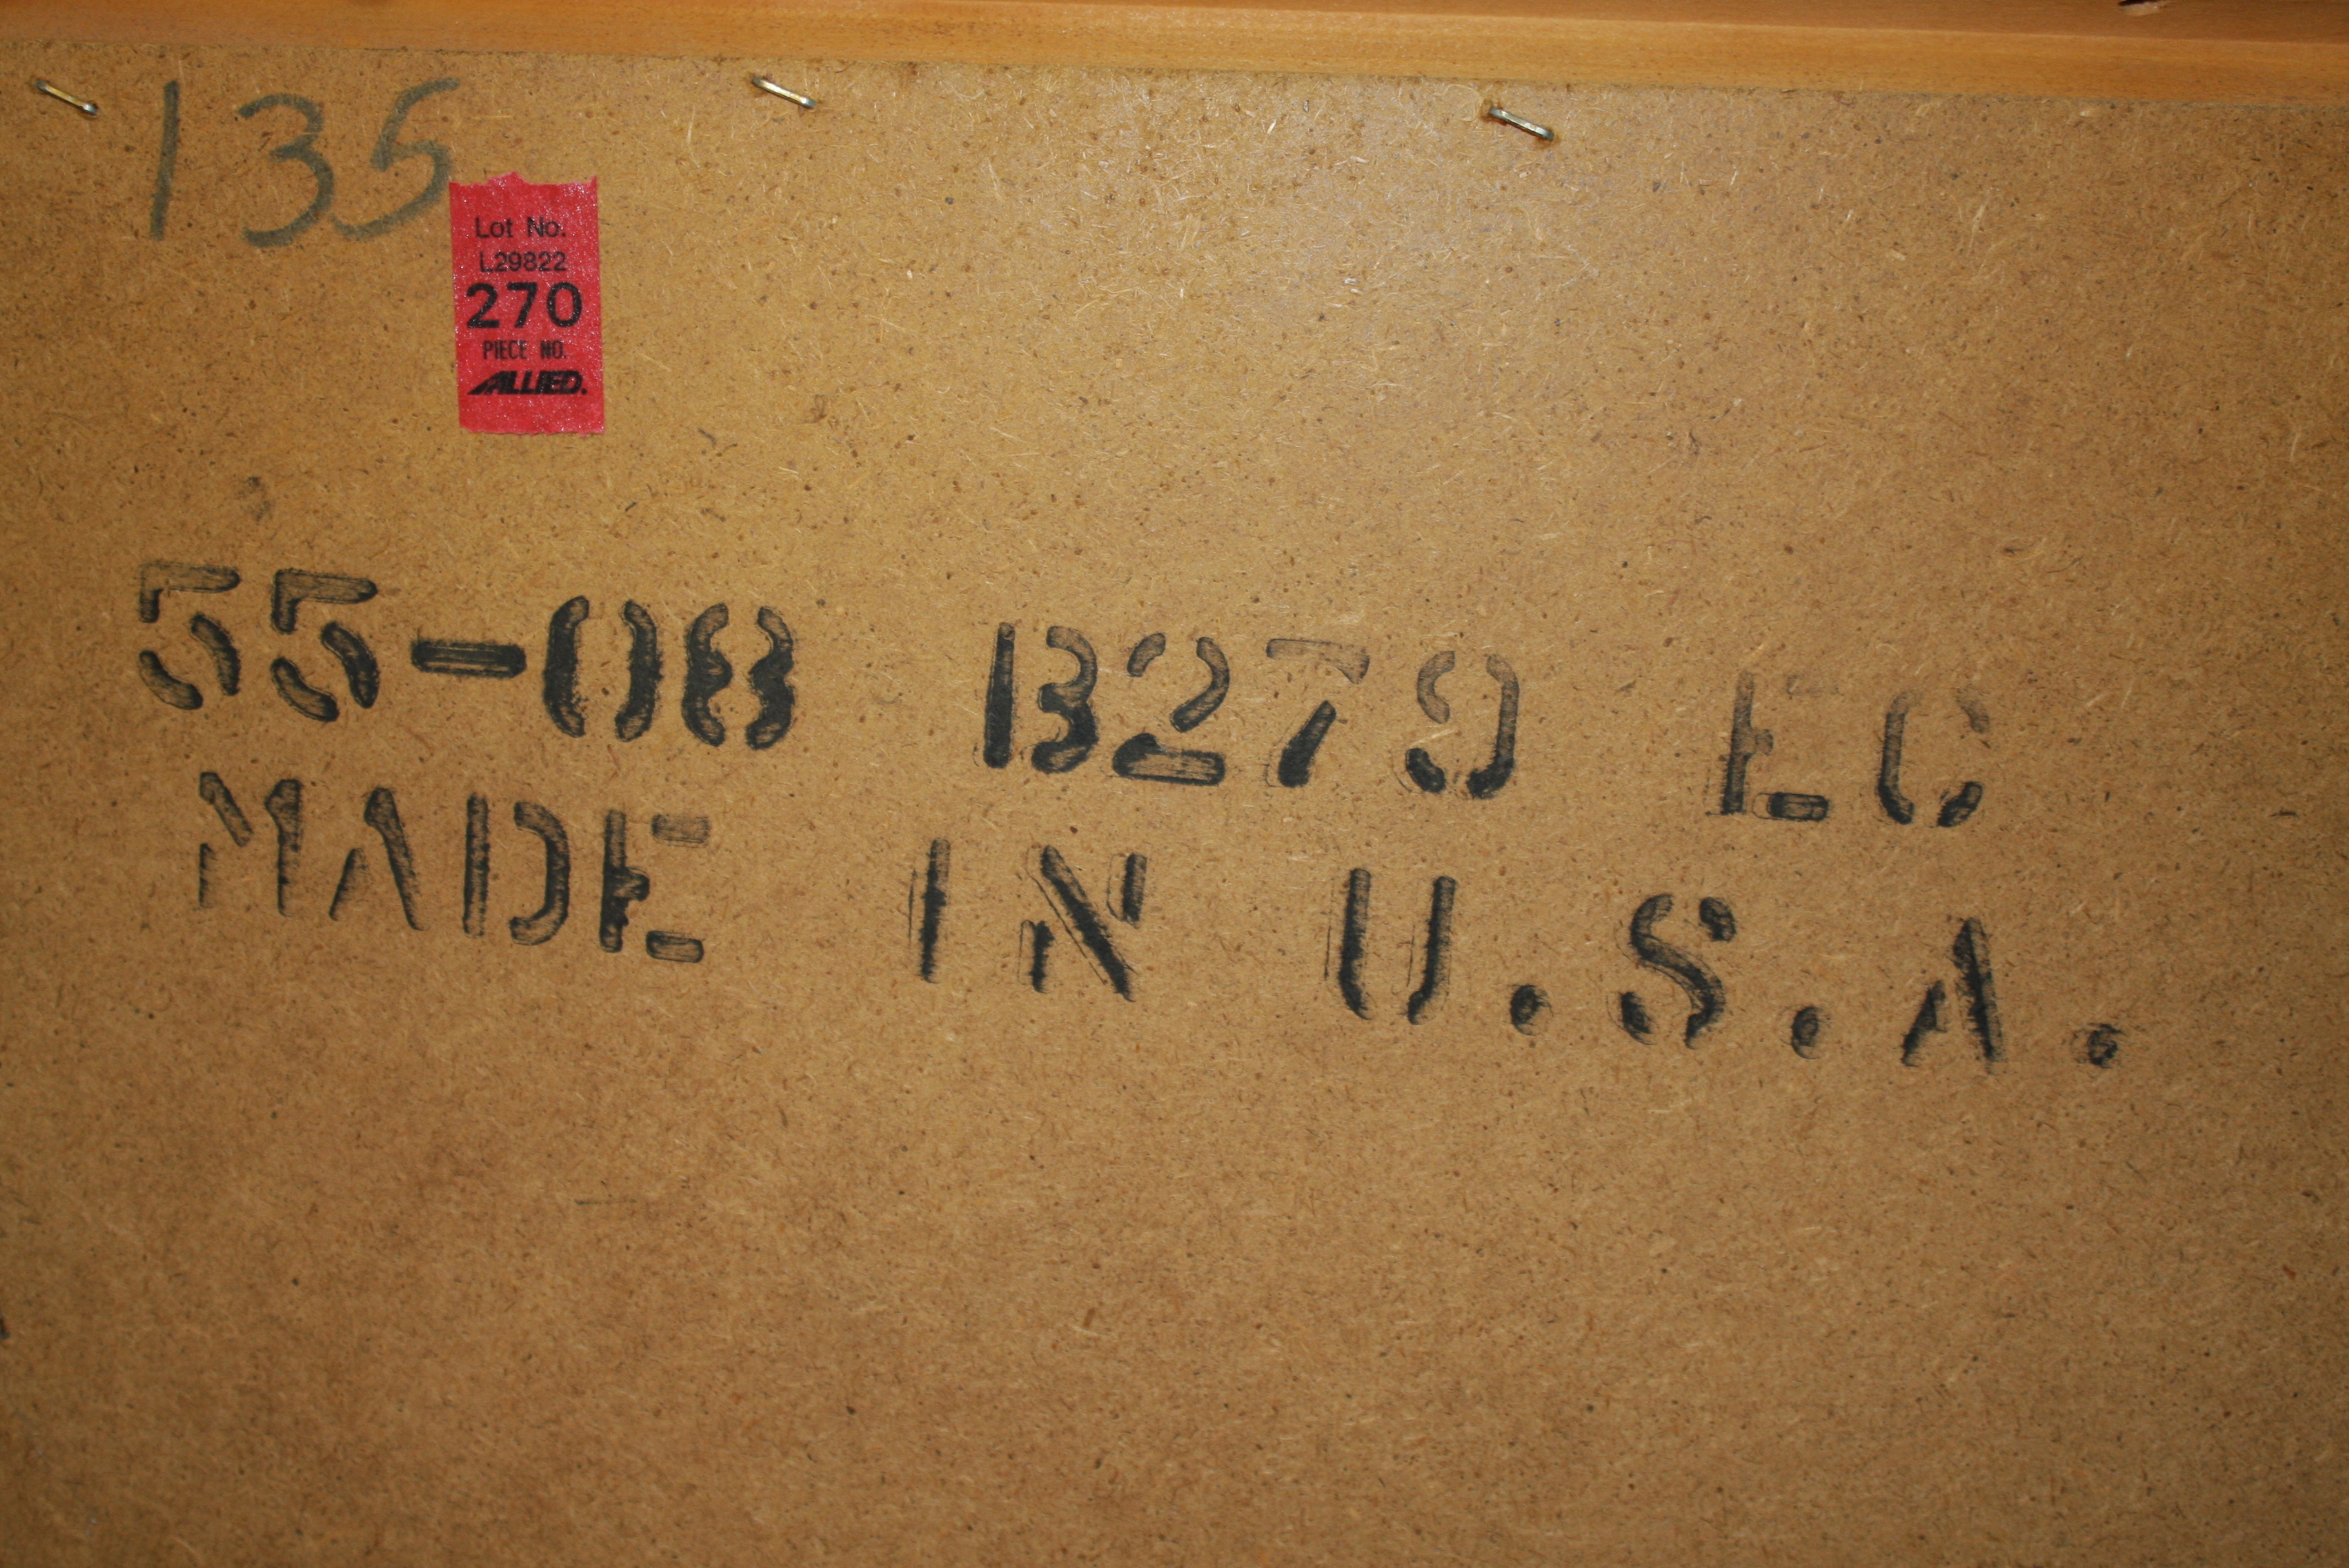 135
Lot No.
L29822
270
PIECE NO.
ALLIED.
55-08 B279 EC
MADE IN U.S.A.